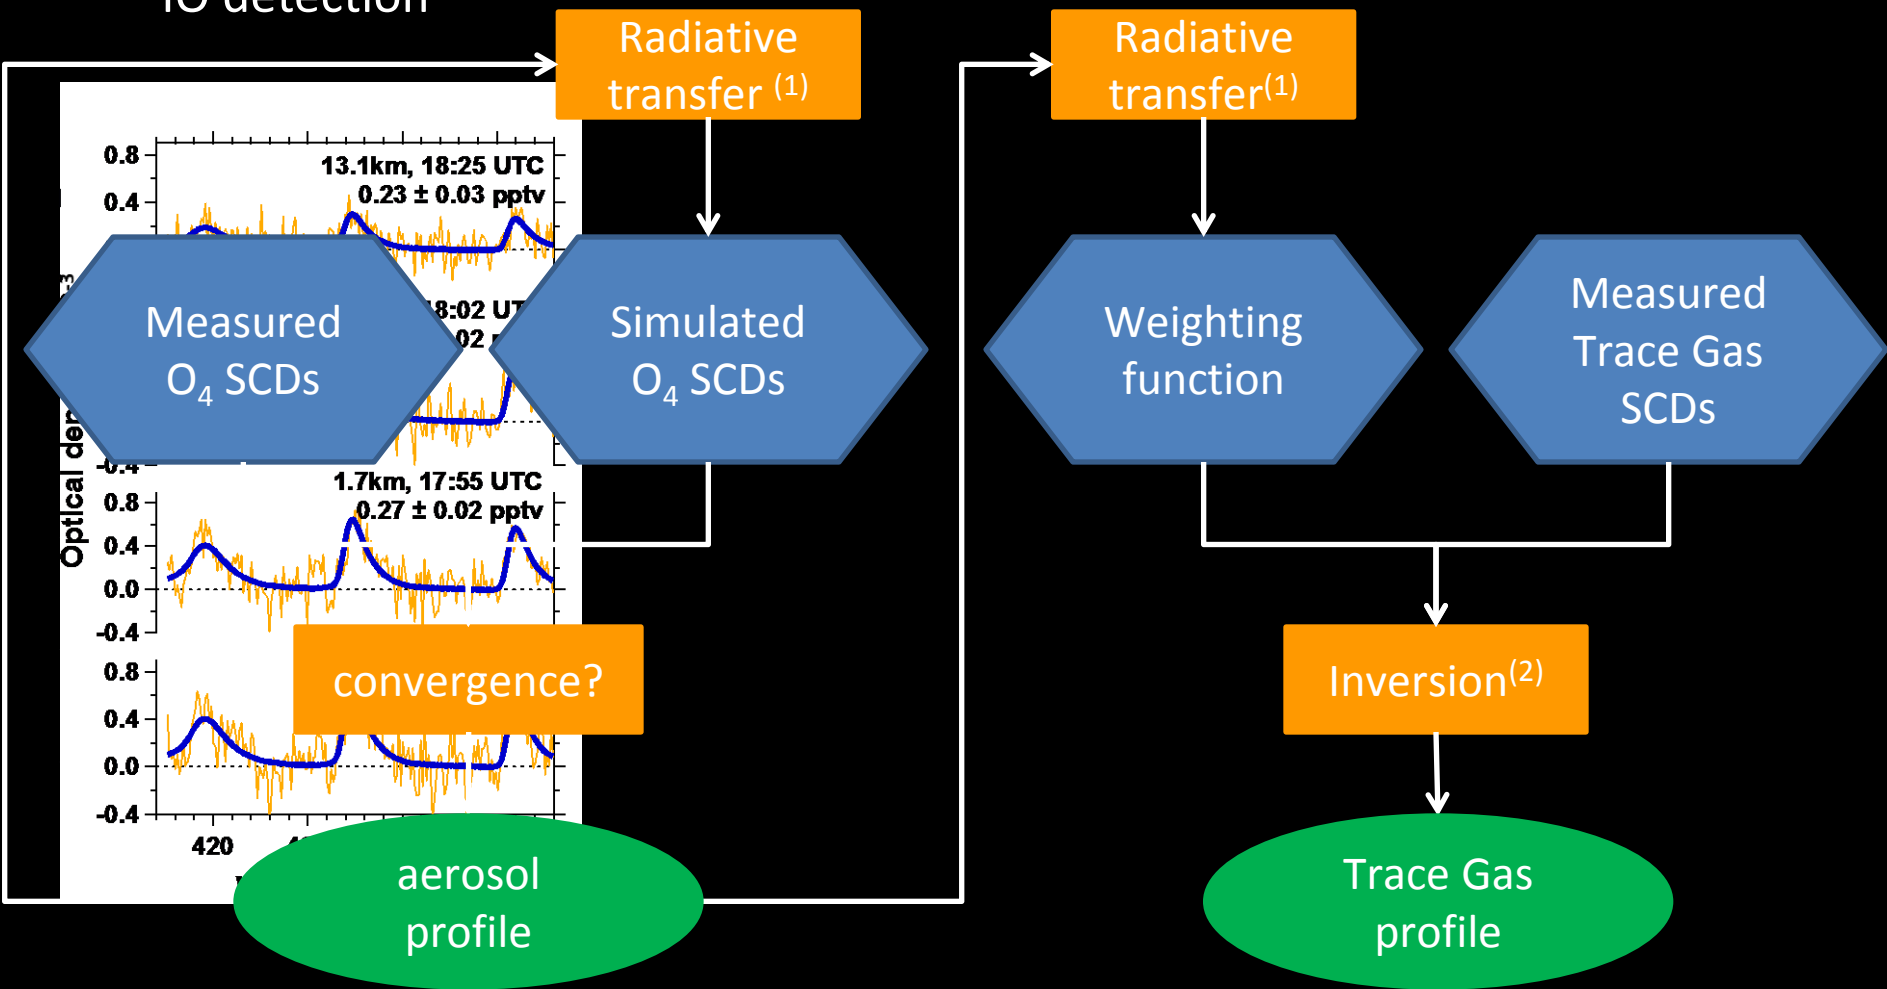 IO detection
Radiative
transfer (1)
Radiative
transfer(1)
0.8
0.4
13.1km, 18:25 UTC
0.23 ± 0.03 pptv
Measured
O4 SCDs
Simulated
O4 SCDs
Weighting
function
Measured
Trace Gas
SCDs
Optical
-0.4
1.7km, 17:55 UTC
0.27 ± 0.02 pptv
0.8
0.4
0.0
-0.4
convergence?
Inversion(2)
0.8
0.4
0.0
-0.4
420
aerosol
profile
Trace Gas
profile